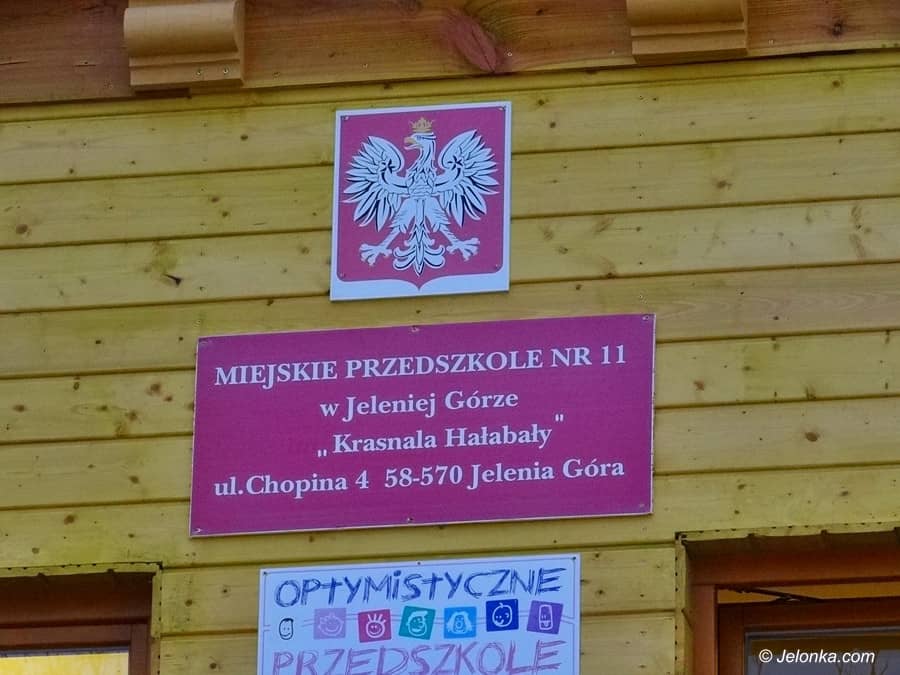 MIEJSKIE PRZEDSZKOLE NR 11
w Jeleniej Górze
„Krasnala Hałabały"
ul.Chopina 4 58-570 Jelenia Góra
OPTYMiSTYCZNE
PRZEDSZKOLE
© Jelonka.com